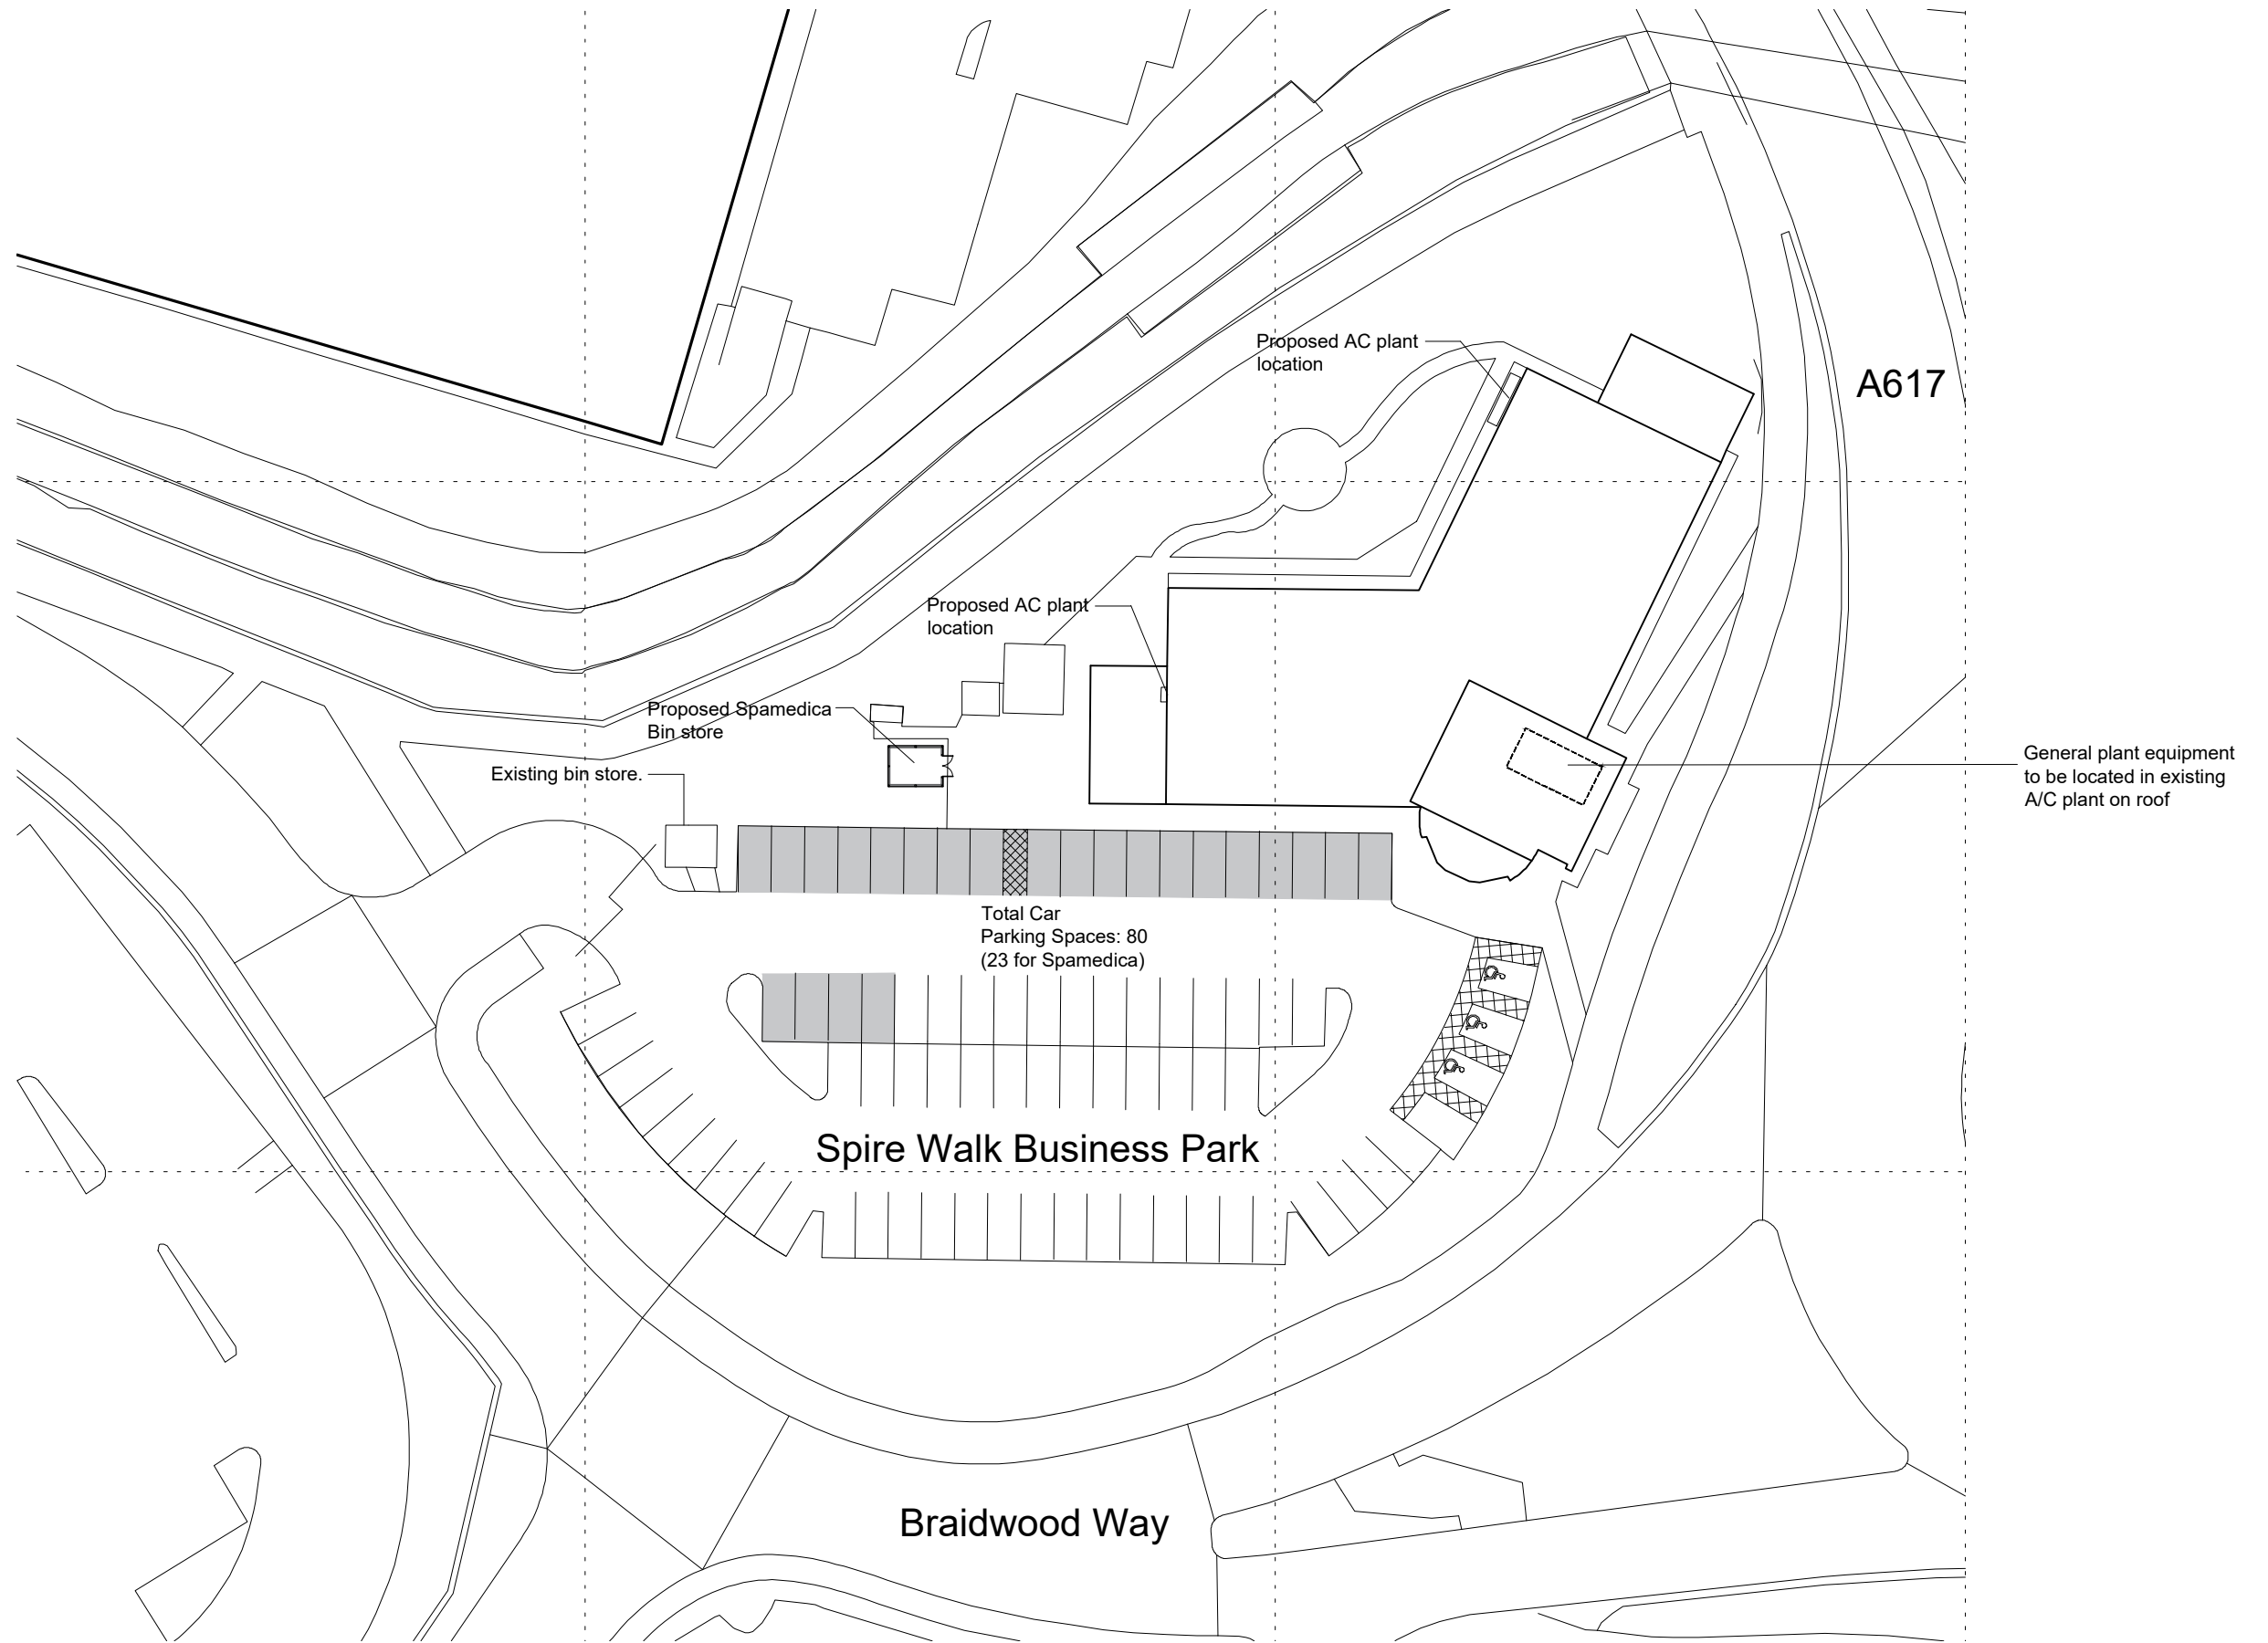 Proposed AC plant
location
A617
Proposed AC plant
location
Proposed Spamedica
Bin store
Existing bin store.
General plant equipment
to be located in existing
A/C plant on roof
Total Car
Parking Spaces: 80
(23 for Spamedica)
Spire Walk Business Park
Braidwood Way